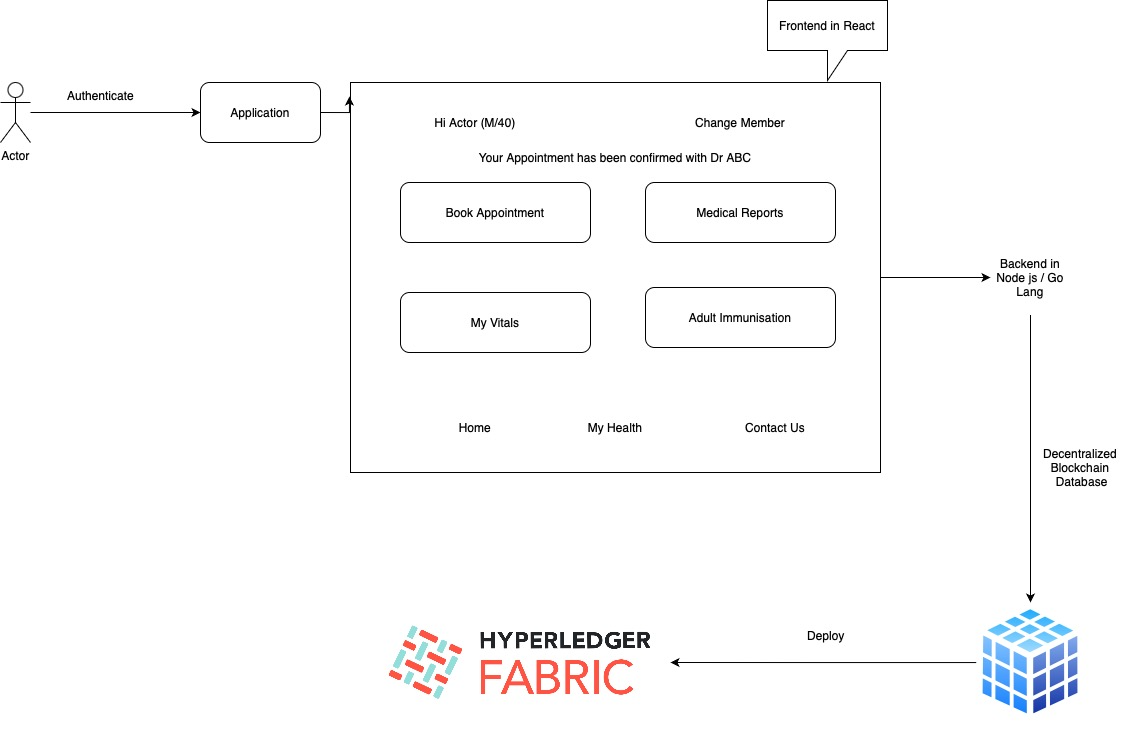 Frontend in React
Authenticate
Application
Actor
Hi Actor (M/40)
Change Member
Your Appointment has been confirmed with Dr ABC
Book Appointment
Medical Reports
My Vitals
Adult Immunisation
Home
My Health
Contact Us
Backend in
Node js / Go
Lang
Decentralized
Blockchain
Database
Deploy
HYPERLEDGER
FABRIC